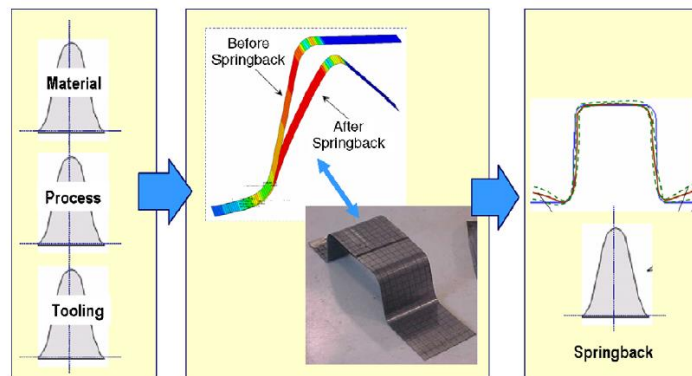 Material
Process
Tooling
Before
Springback
After
Springback
Springback